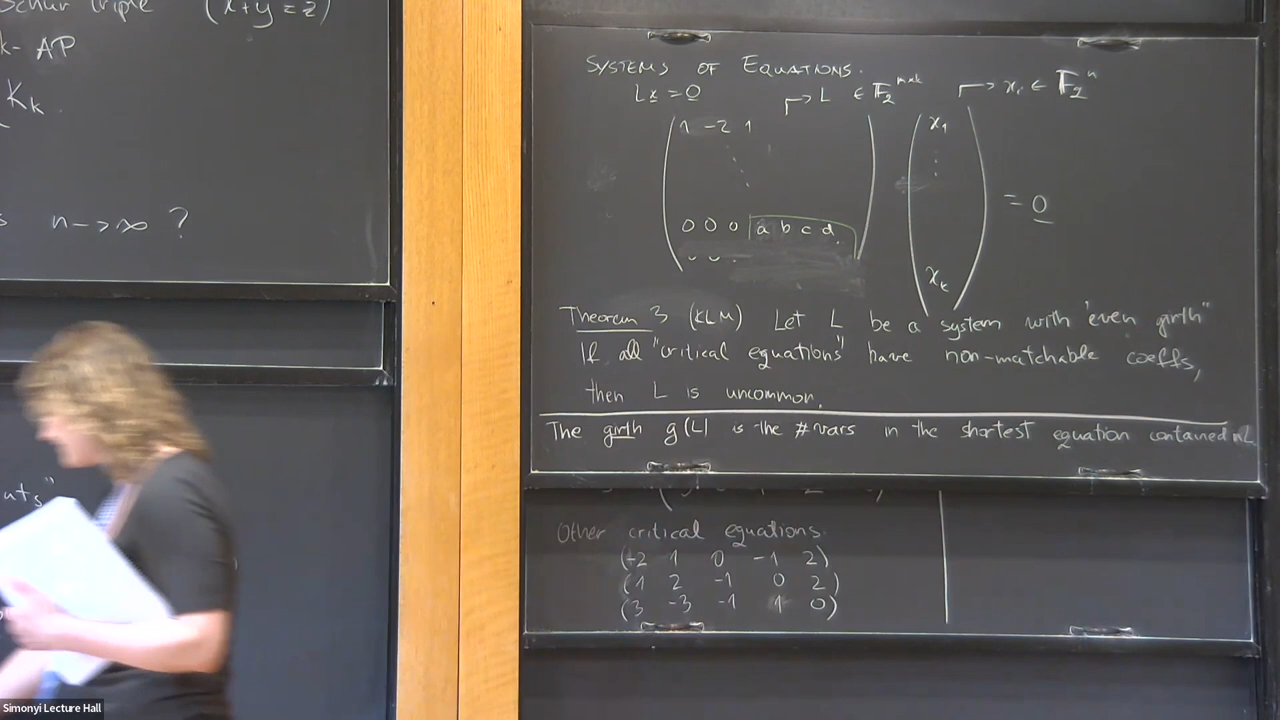 Schur Triple (x+y=z)
k-AP
K_k
n->∞ ?
SYSTEMS OF EQUATIONS.
Lx = 0
L ∈ F_2^{m×k}
x_i ∈ F_2^n
1 -2 1
x_1
= 0
0 0 0 a b c d
x_k
Theorem 3 (KLM) Let L be a system with "even girth"
If all "critical equations" have non-matchable coeffs,
then L is uncommon.
The girth g(L) is the # vars in the shortest equation contained in L
Other critical equations.
(-2 1 0 -1 2)
(1 2 -1 0 2)
(3 -3 -1 1 0)
Simonyi Lecture Hall